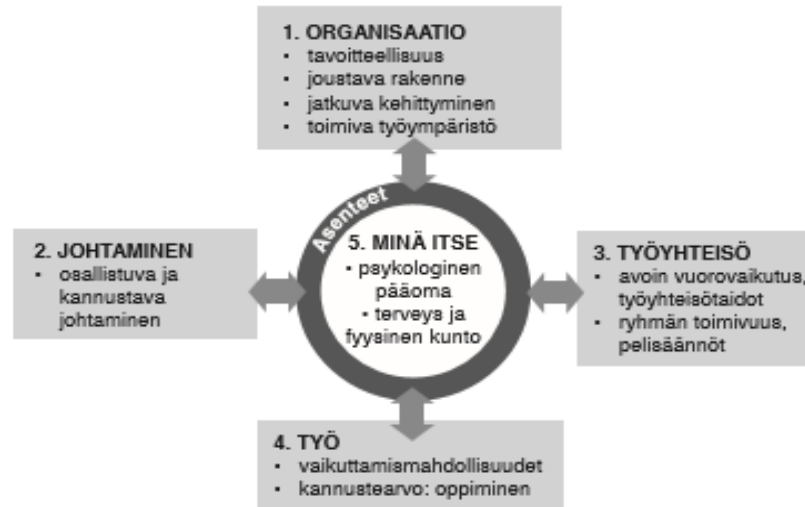 1. ORGANISAATIO
• tavoitteellisuus
• joustava rakenne
• jatkuva kehittyminen
• toimiva työympäristö
Asenteet
2. JOHTAMINEN
• osallistuva ja
kannustava
johtaminen
5. MINÄ ITSE
• psykologinen
pääoma
• terveys ja
fyysinen kunto
3. TYÖYHTEISÖ
• avoin vuorovaikutus,
työyhteisötaidot
• ryhmän toimivuus,
pelisäännöt
4. TYÖ
• vaikuttamismahdollisuudet
• kannustearvo: oppiminen